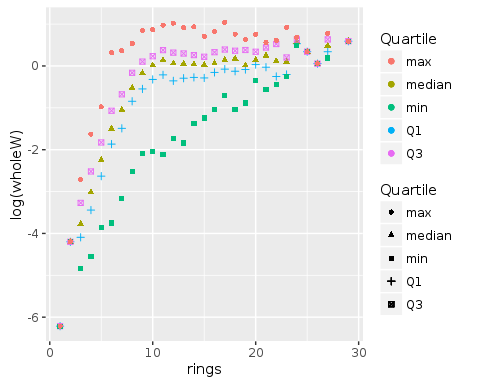 log(wholeW)
0
-2
-4
-6
0
10
20
30
rings
Quartile
max
median
min
Q1
Q3
Quartile
max
median
min
Q1
Q3